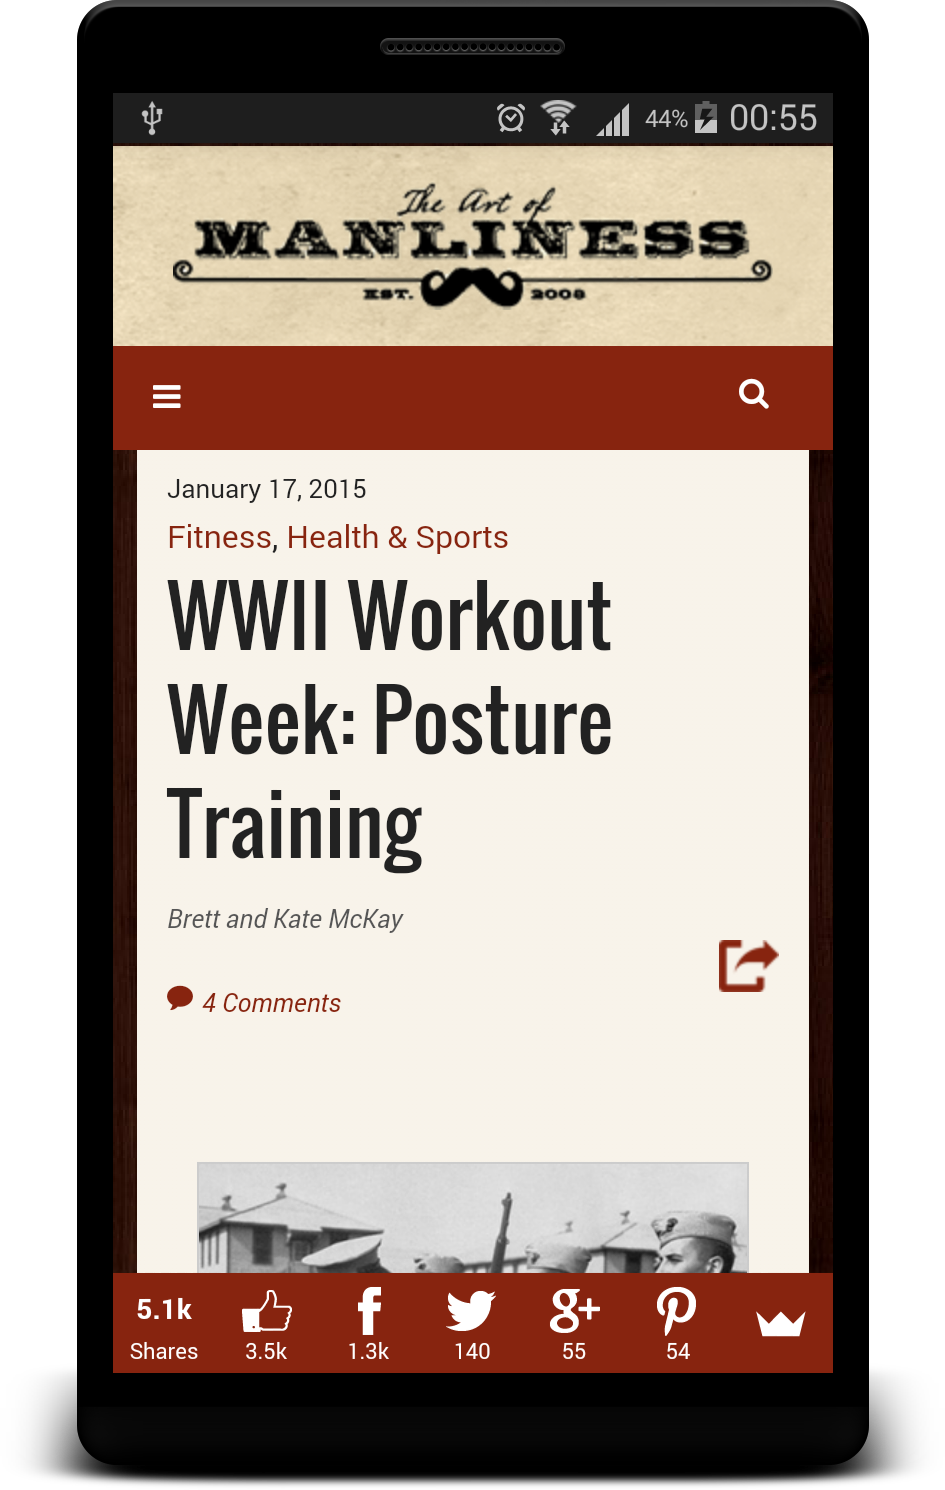 44% 00:55
The Art of
MANLINESS
EST. 2008
January 17, 2015
Fitness, Health & Sports
WWII Workout
Week: Posture
Training
Brett and Kate McKay
4 Comments
5.1k
Shares 3.5k 1.3k 140 55 54